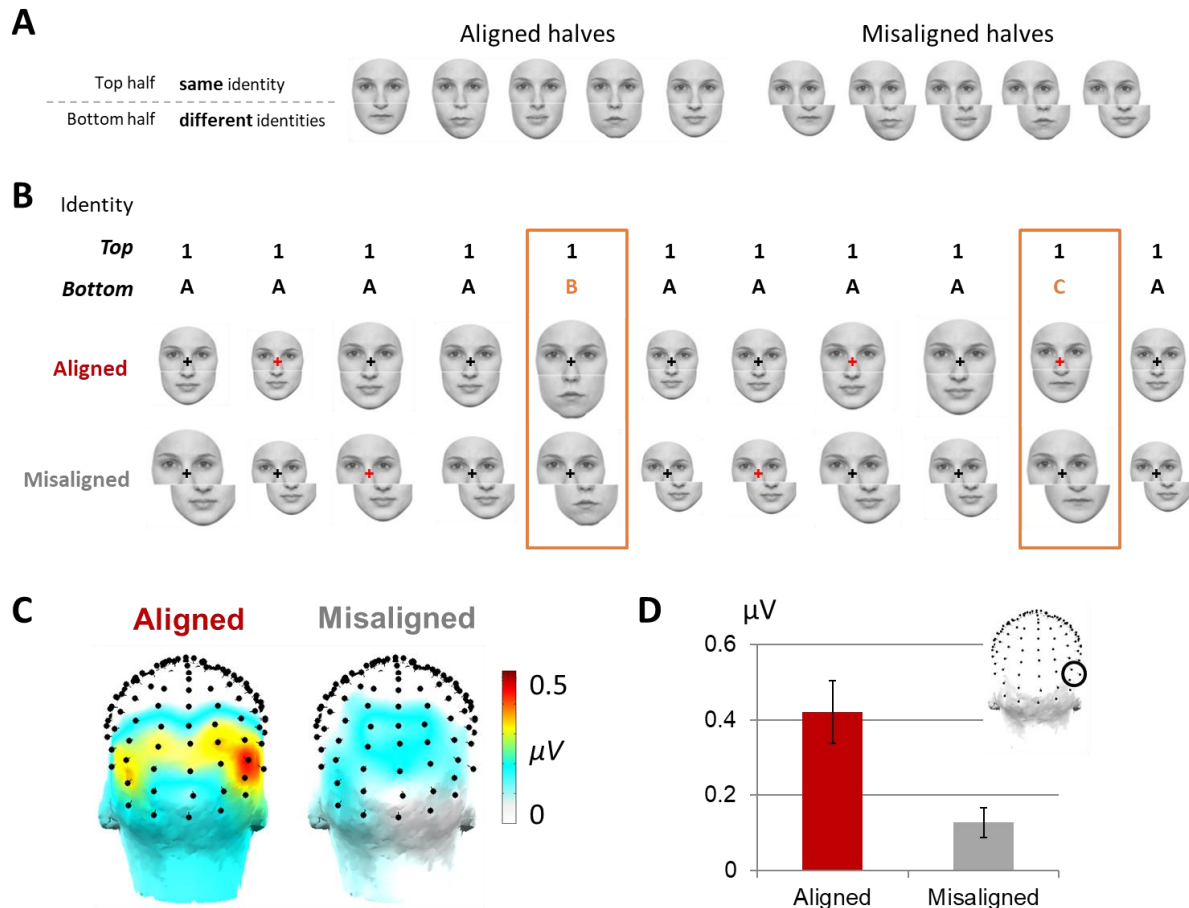 A
Aligned halves
Misaligned halves
Top half same identity
Bottom half different identities
B
Identity
Top 1 1 1 1 1 1 1 1 1 1 1
Bottom A A A A B A A A A C A
Aligned
Misaligned
C
Aligned
Misaligned
0.5
μV
0
D
μV
0.6
0.4
0.2
0
Aligned
Misaligned